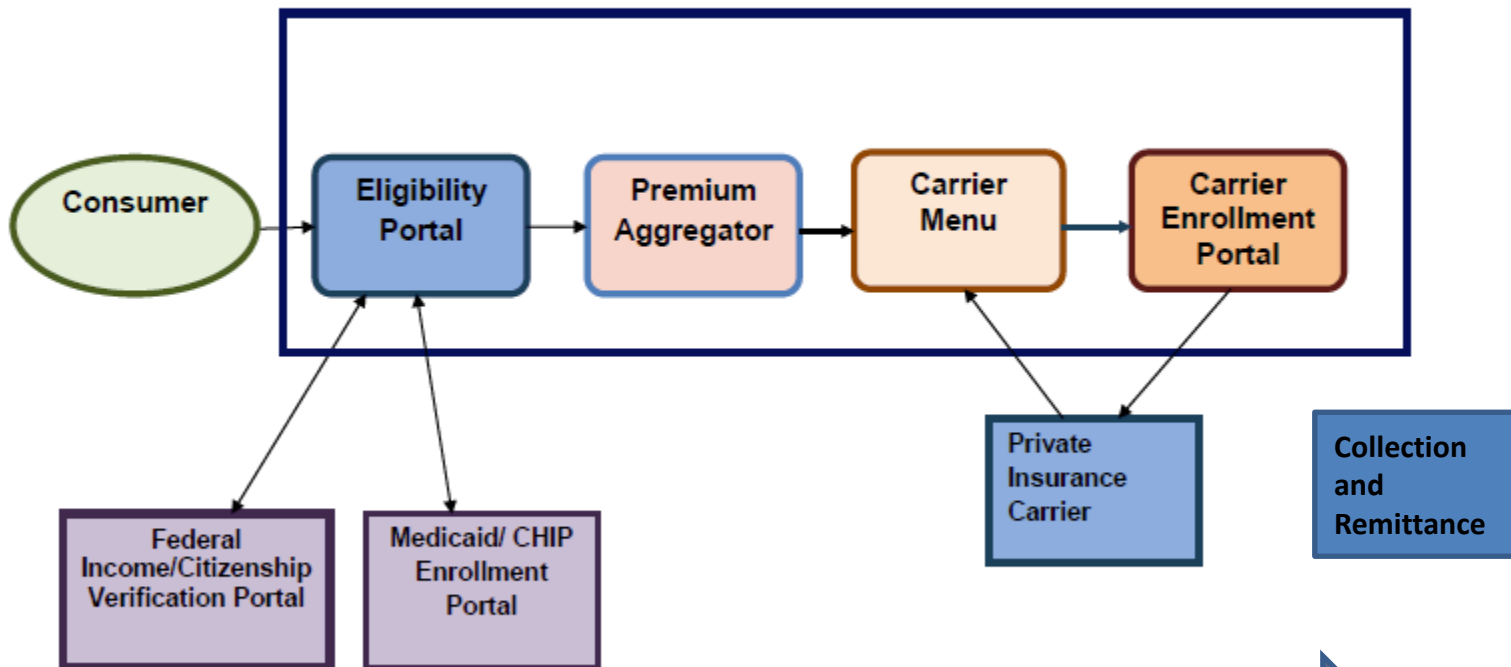 Consumer
Eligibility
Portal
Premium
Aggregator
Carrier
Menu
Carrier
Enrollment
Portal
Federal
Income/Citizenship
Verification Portal
Medicaid/ CHIP
Enrollment
Portal
Private
Insurance
Carrier
Collection
and
Remittance